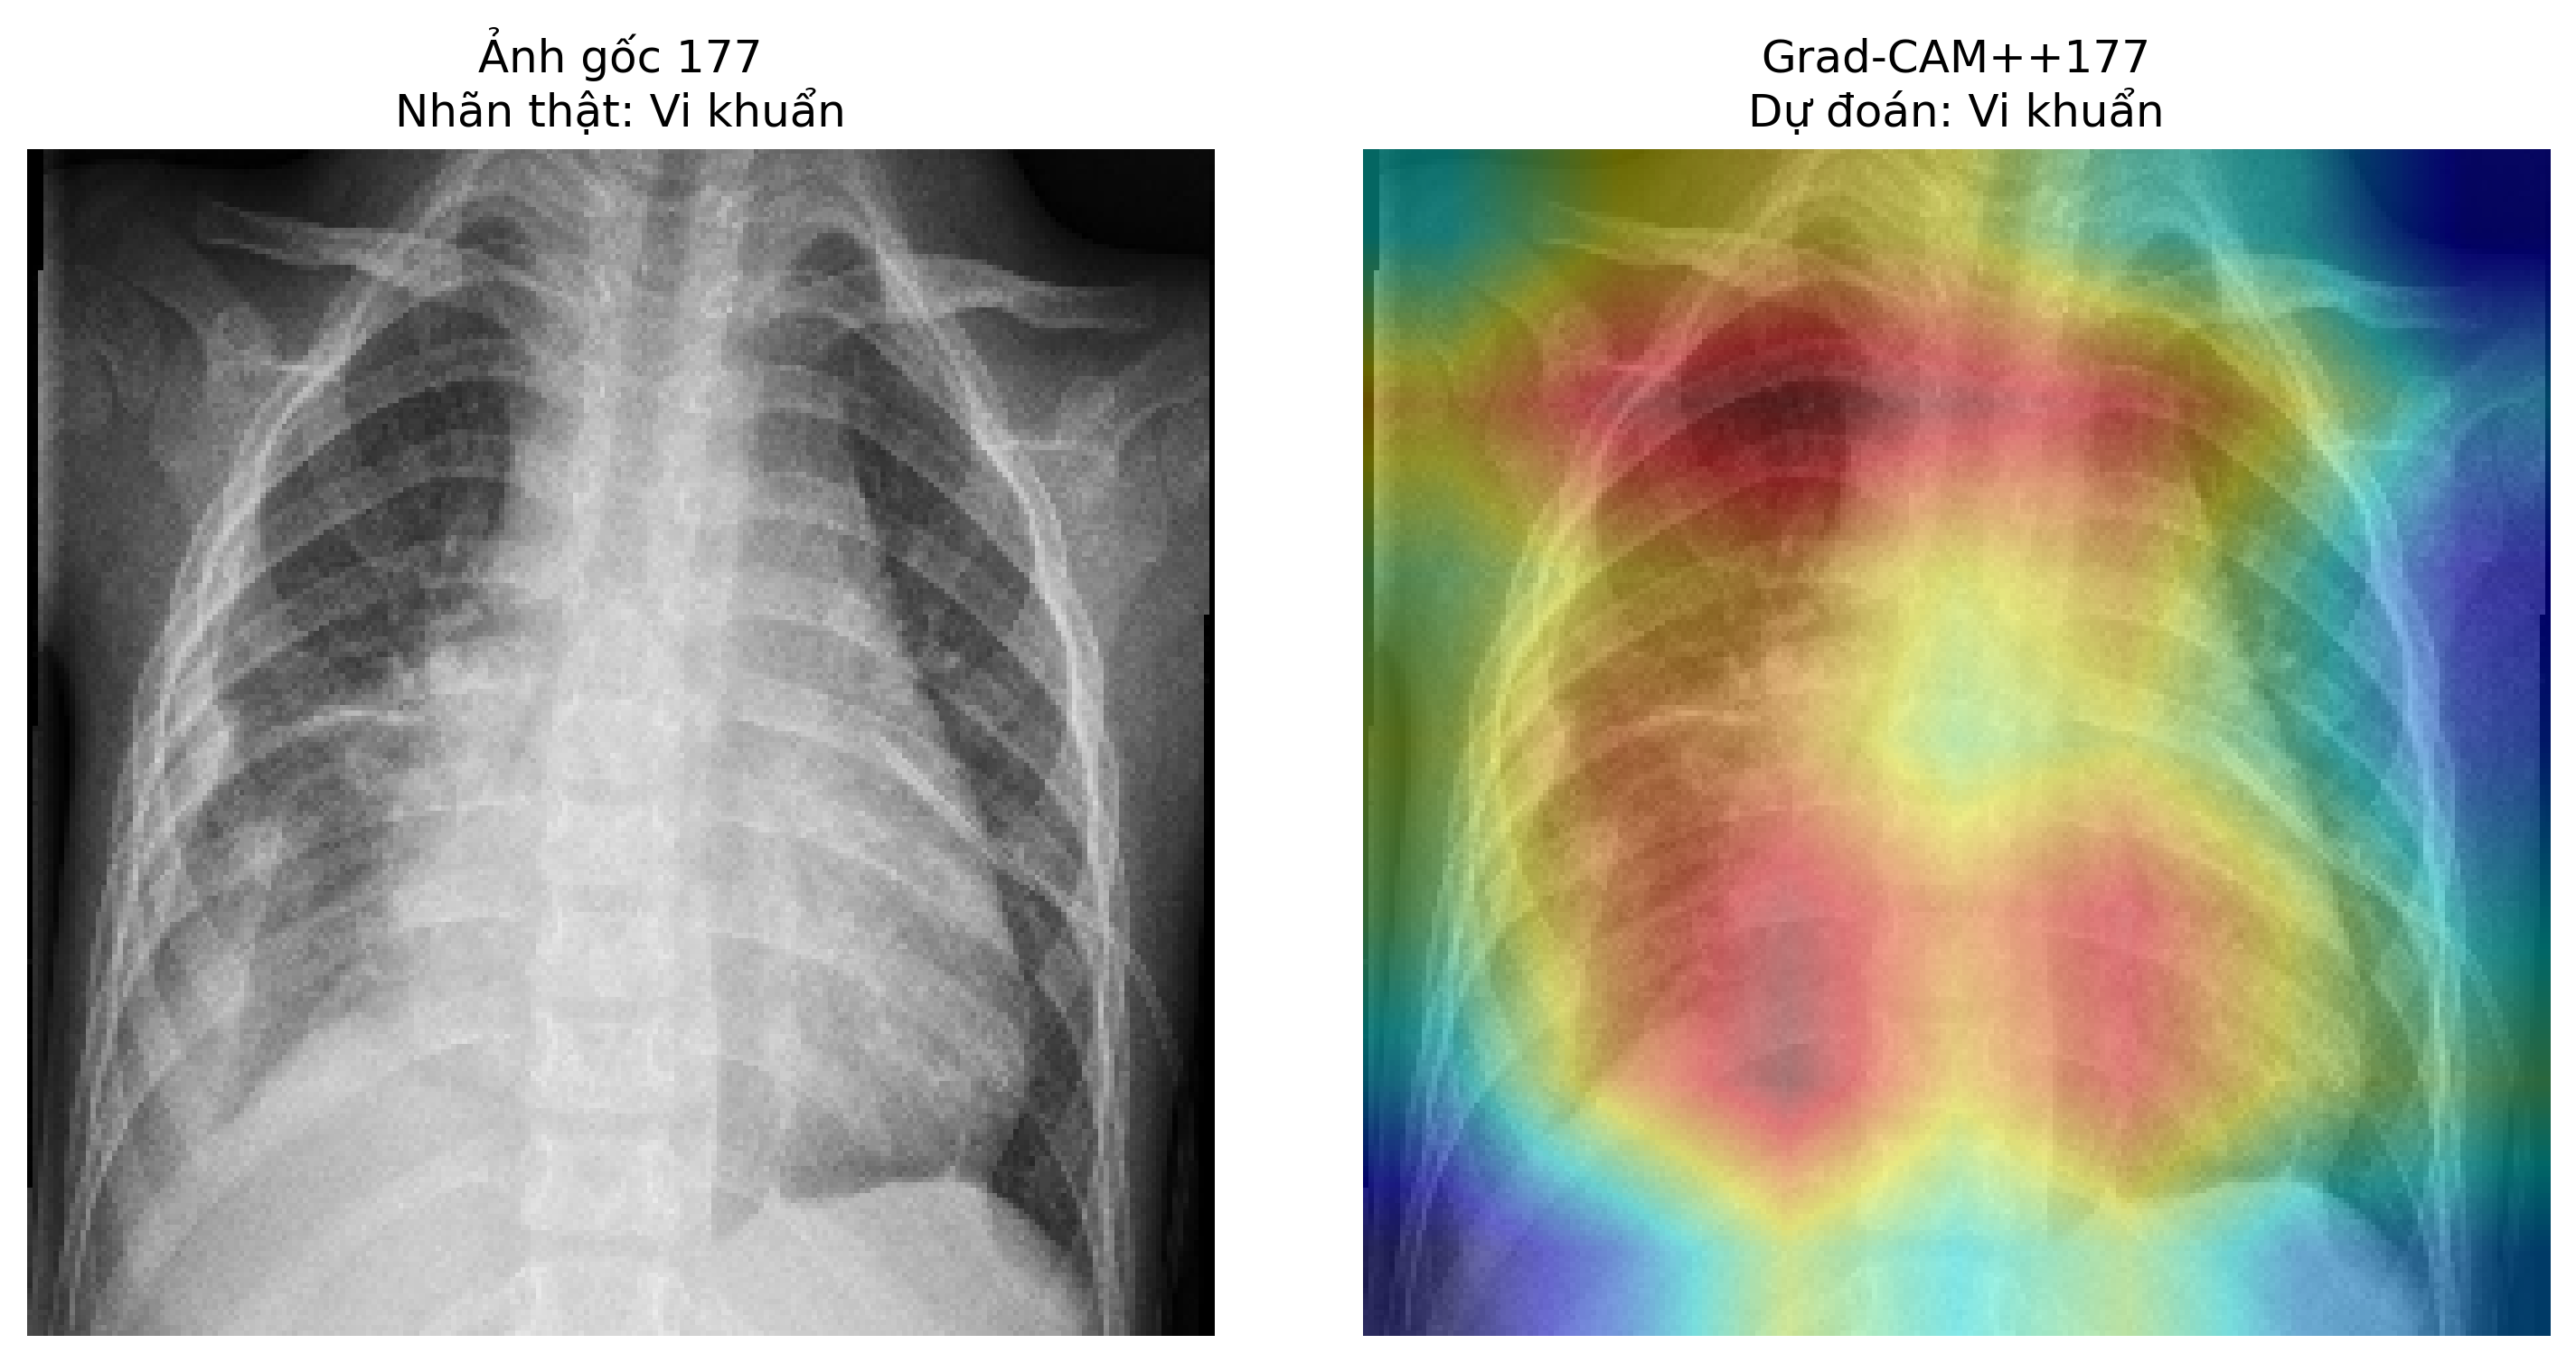 Ảnh gốc 177
Nhãn thật: Vi khuẩn
Grad-CAM++177
Dự đoán: Vi khuẩn